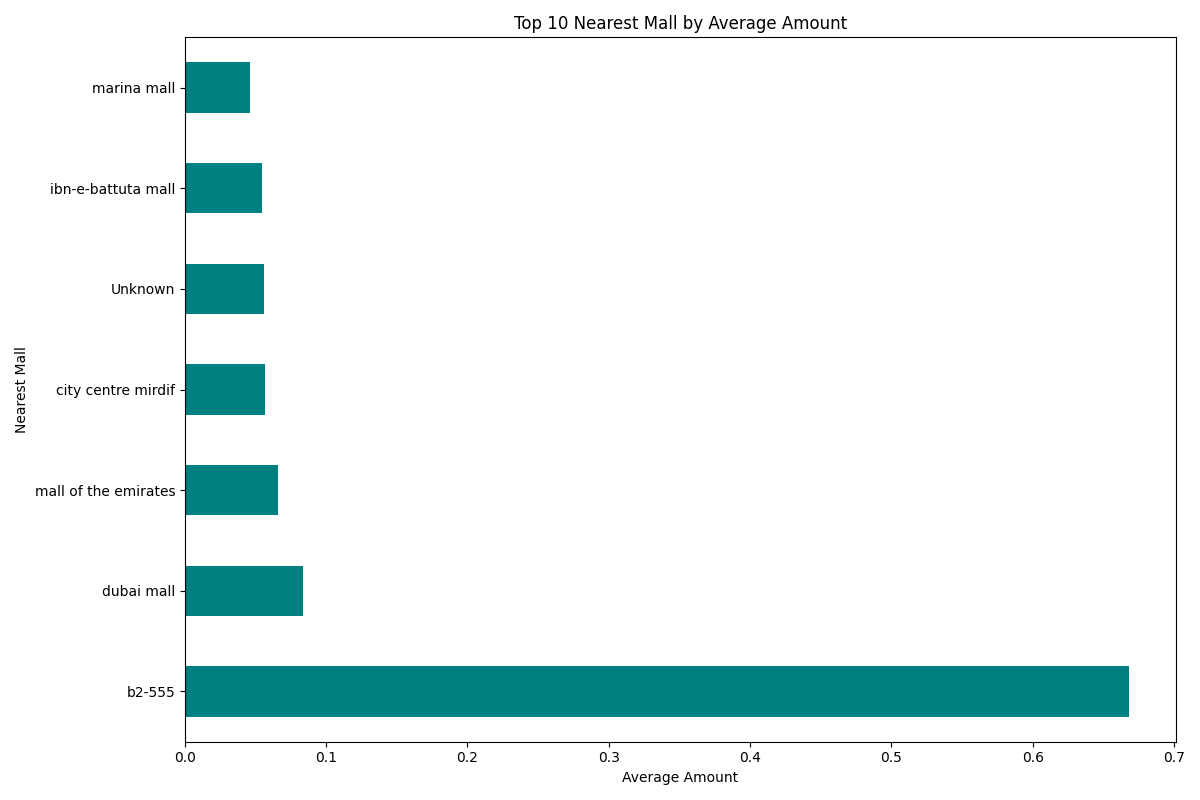 Top 10 Nearest Mall by Average Amount
marina mall
ibn-e-battuta mall
Unknown
city centre mirdif
mall of the emirates
dubai mall
b2-555
Nearest Mall
0.0 0.1 0.2 0.3 0.4 0.5 0.6 0.7
Average Amount